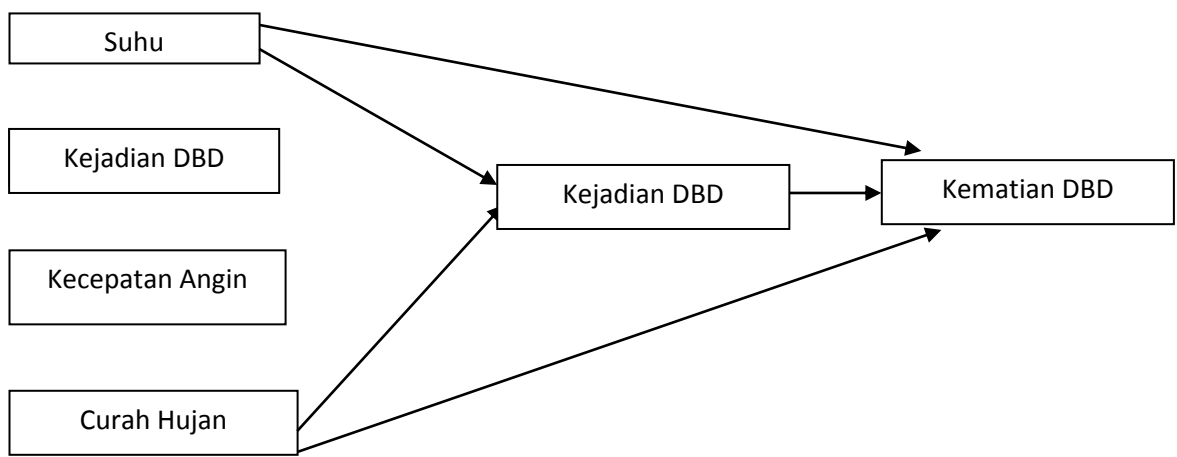 Suhu
Kejadian DBD
Kecepatan Angin
Curah Hujan
Kejadian DBD
Kematian DBD